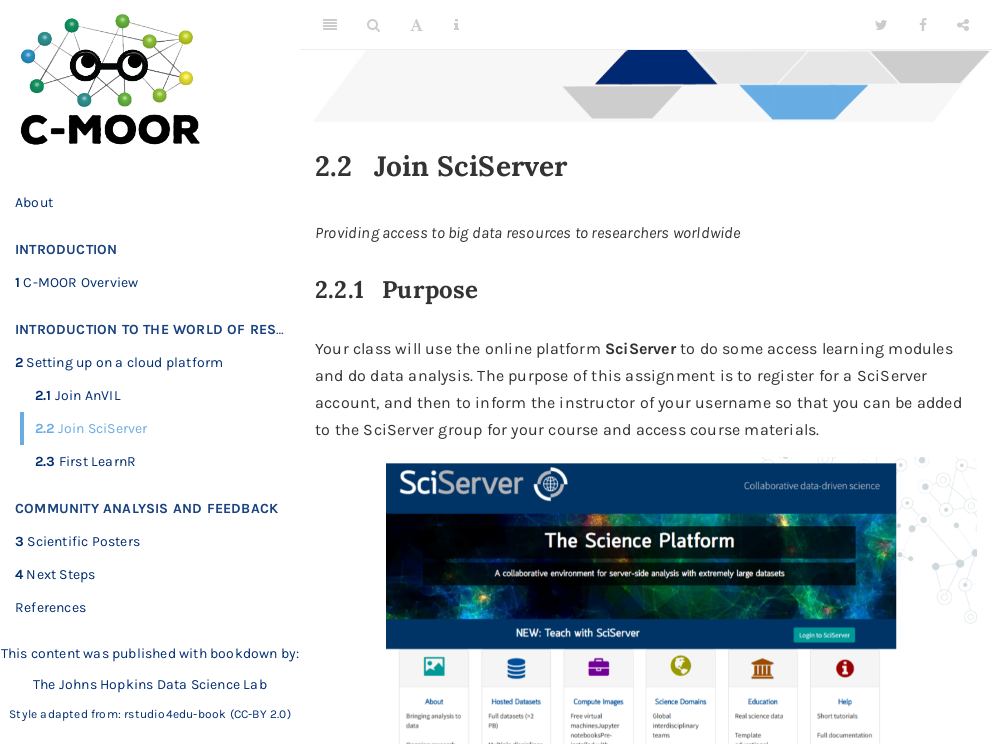 C-MOOR
About
INTRODUCTION
1 C-MOOR Overview
INTRODUCTION TO THE WORLD OF RES…
2 Setting up on a cloud platform
2.1 Join AnVIL
2.2 Join SciServer
2.3 First LearnR
COMMUNITY ANALYSIS AND FEEDBACK
3 Scientific Posters
4 Next Steps
References
This content was published with bookdown by:
The Johns Hopkins Data Science Lab
Style adapted from: rstudio4edu-book (CC-BY 2.0)
2.2 Join SciServer
Providing access to big data resources to researchers worldwide
2.2.1 Purpose
Your class will use the online platform SciServer to do some access learning modules
and do data analysis. The purpose of this assignment is to register for a SciServer
account, and then to inform the instructor of your username so that you can be added
to the SciServer group for your course and access course materials.
SciServer
Collaborative data-driven science
The Science Platform
A collaborative environment for server-side analysis with extremely large datasets
NEW: Teach with SciServer
Login to SciServer
About
Bringing analysis to
data
Hosted Datasets
Full datasets (>2
PB)
Compute Images
Free virtual
machinesJupyter
notebooksPre-
Science Domains
Global
interdisciplinary
teams
Education
Real science data
Template
Help
Short tutorials
Full documentation